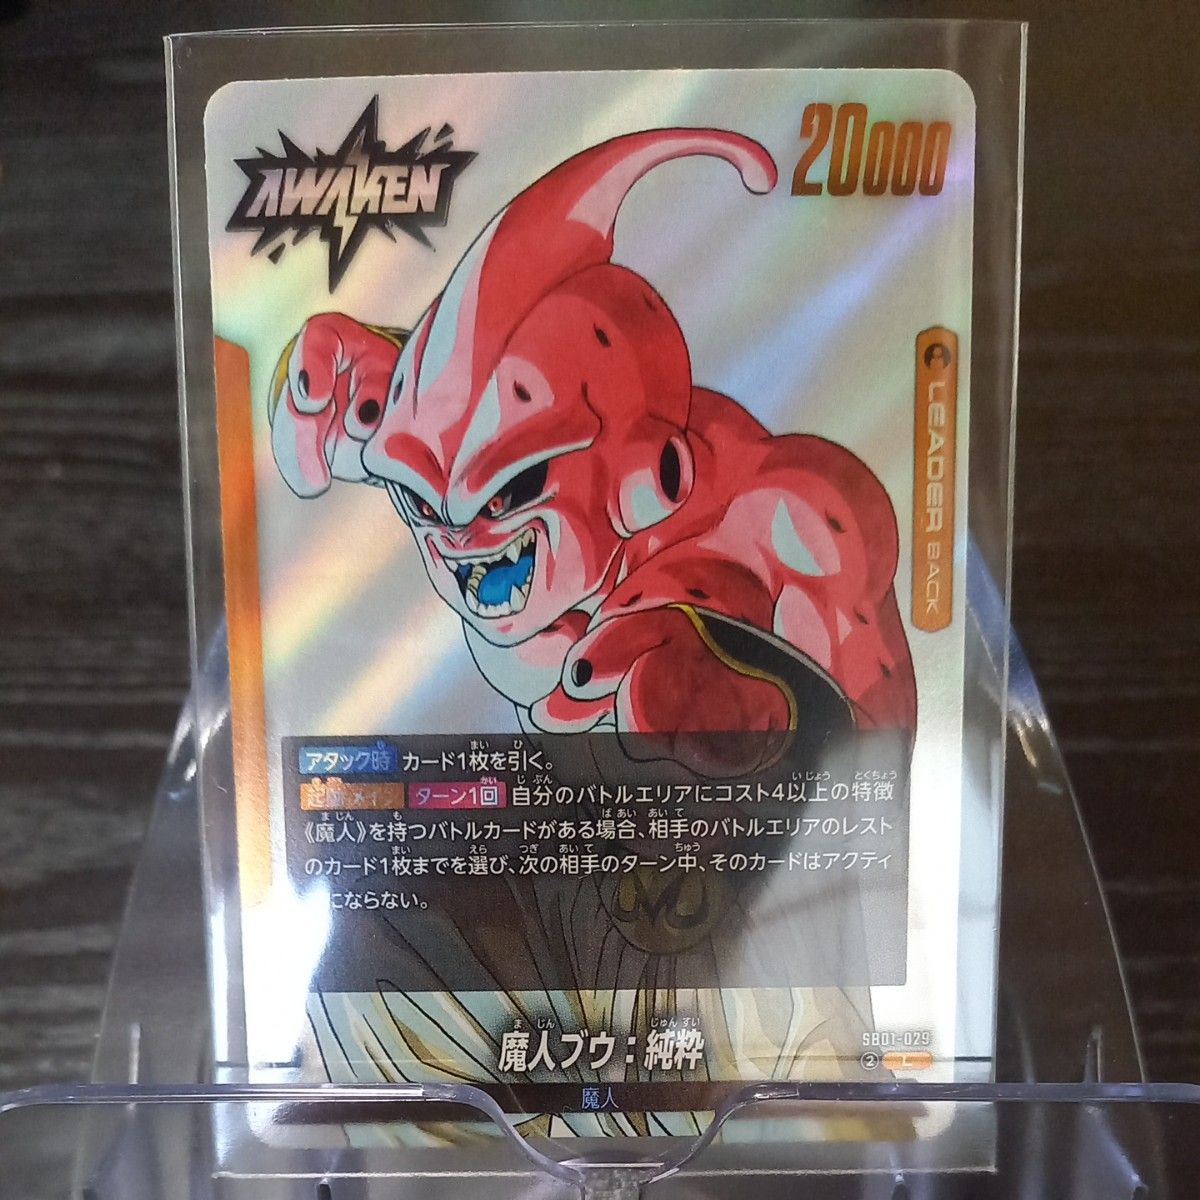 AWAKEN
20000
LEADER BACK
アタック時 カード1枚を引く。
起動メイン ターン1回 自分のバトルエリアにコスト4以上の特徴
《魔人》を持つバトルカードがある場合、相手のバトルエリアのレスト
のカード1枚までを選び、次の相手のターン中、そのカードはアクティ
にならない。
魔人ブウ:純粋
SB01-029
② L
魔人